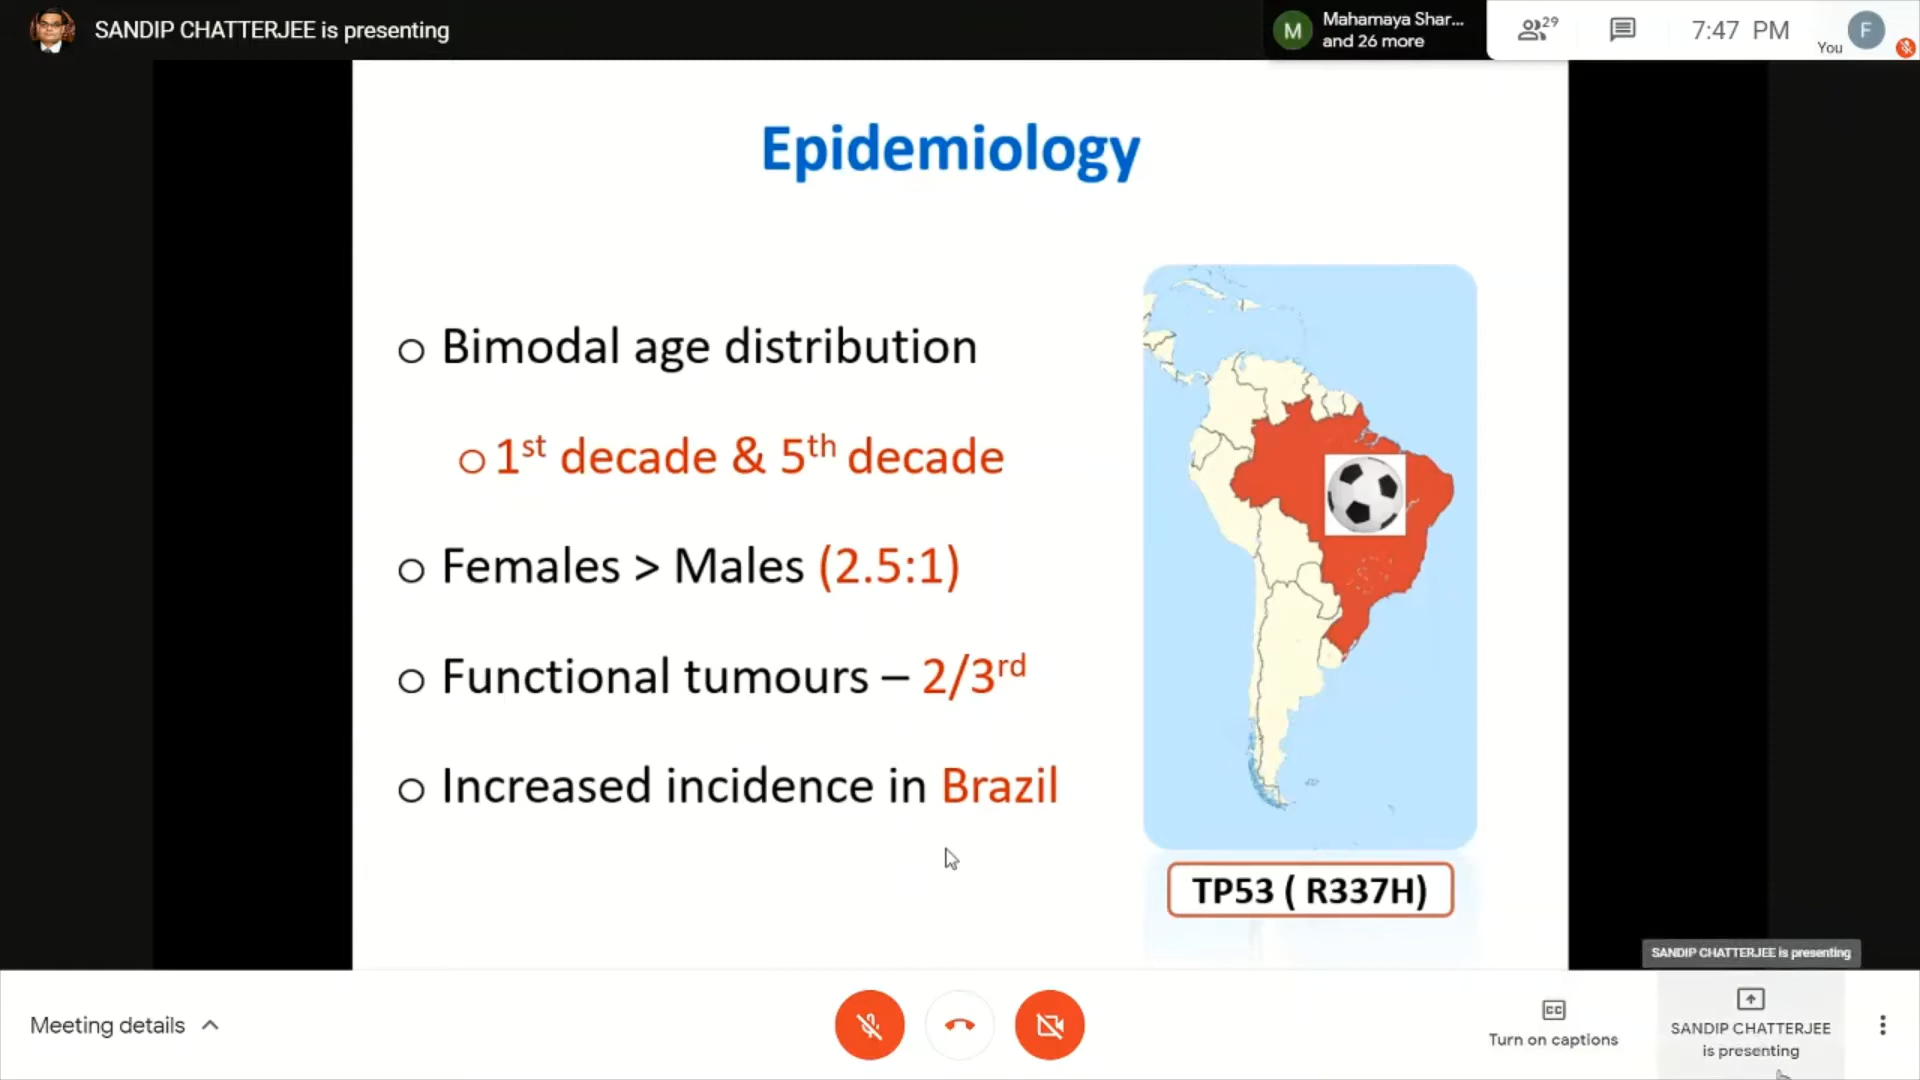 SANDIP CHATTERJEE is presenting
M
Mahamaya Shar...
and 26 more
29
7:47 PM
You
F
Epidemiology
o Bimodal age distribution
o 1st decade & 5th decade
o Females > Males (2.5:1)
o Functional tumours – 2/3rd
o Increased incidence in Brazil
TP53 ( R337H)
SANDIP CHATTERJEE is presenting
Meeting details
CC
Turn on captions
SANDIP CHATTERJEE
is presenting